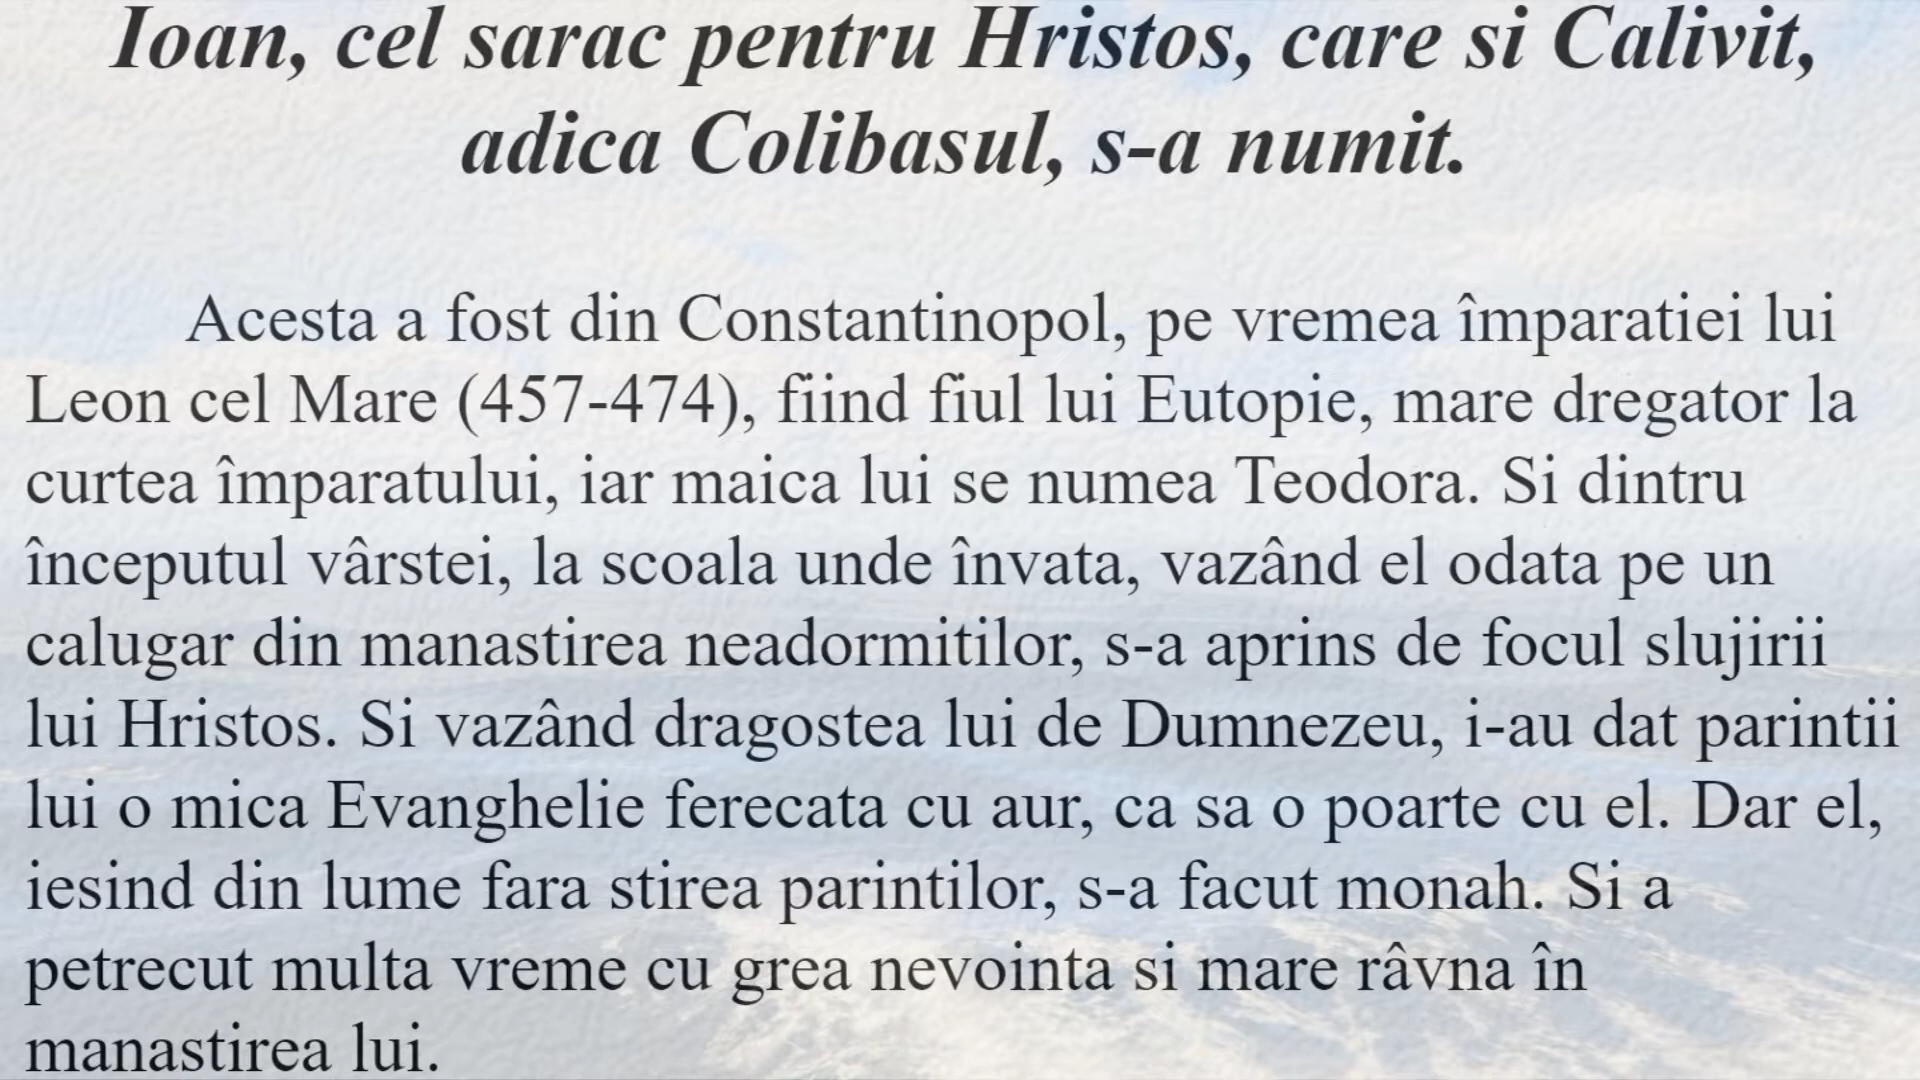 Ioan, cel sarac pentru Hristos, care si Calivit,
adica Colibasul, s-a numit.
Acesta a fost din Constantinopol, pe vremea împaratiei lui
Leon cel Mare (457-474), fiind fiul lui Eutopie, mare dregator la
curtea împaratului, iar maica lui se numea Teodora. Si dintru
începutul vârstei, la scoala unde învata, vazând el odata pe un
calugar din manastirea neadormitilor, s-a aprins de focul slujirii
lui Hristos. Si vazând dragostea lui de Dumnezeu, i-au dat parintii
lui o mica Evanghelie ferecata cu aur, ca sa o poarte cu el. Dar el,
iesind din lume fara stirea parintilor, s-a facut monah. Si a
petrecut multa vreme cu grea nevointa si mare râvna în
manastirea lui.